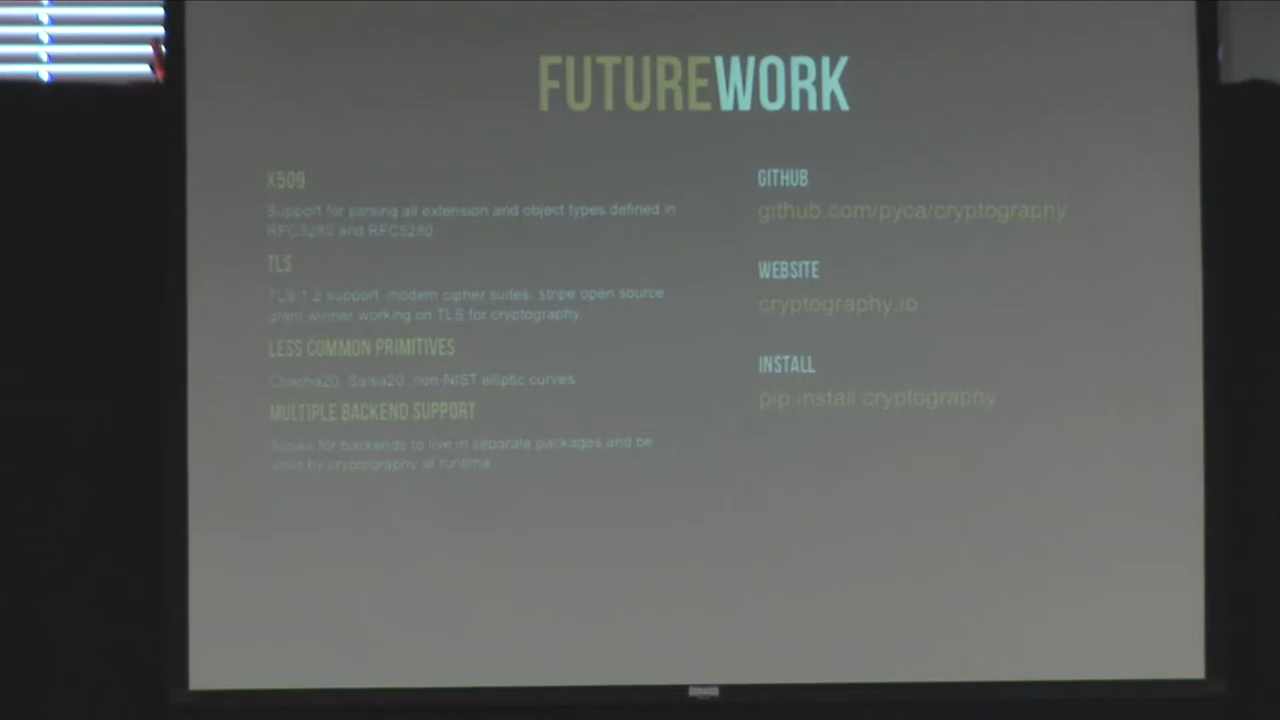 FUTUREWORK
X509
Support for parsing all extension and object types defined in
RFC3280 and RFC5280
TLS
TLS 1.2 support, modern cipher suites, stripe open source
grant winner working on TLS for cryptography
LESS COMMON PRIMITIVES
Chacha20, Salsa20, non-NIST elliptic curves
MULTIPLE BACKEND SUPPORT
Allows for backends to live in separate packages and be
used by cryptography at runtime
GITHUB
github.com/pyca/cryptography
WEBSITE
cryptography.io
INSTALL
pip install cryptography